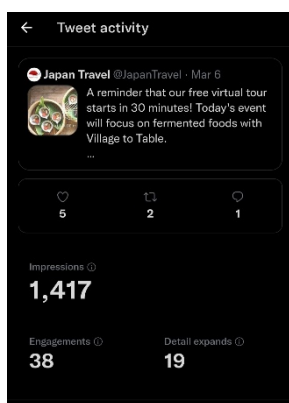 Tweet activity
Japan Travel @JapanTravel · Mar 6
A reminder that our free virtual tour
starts in 30 minutes! Today's event
will focus on fermented foods with
Village to Table.
...
5 2 1
Impressions
1,417
Engagements Detail expands
38 19